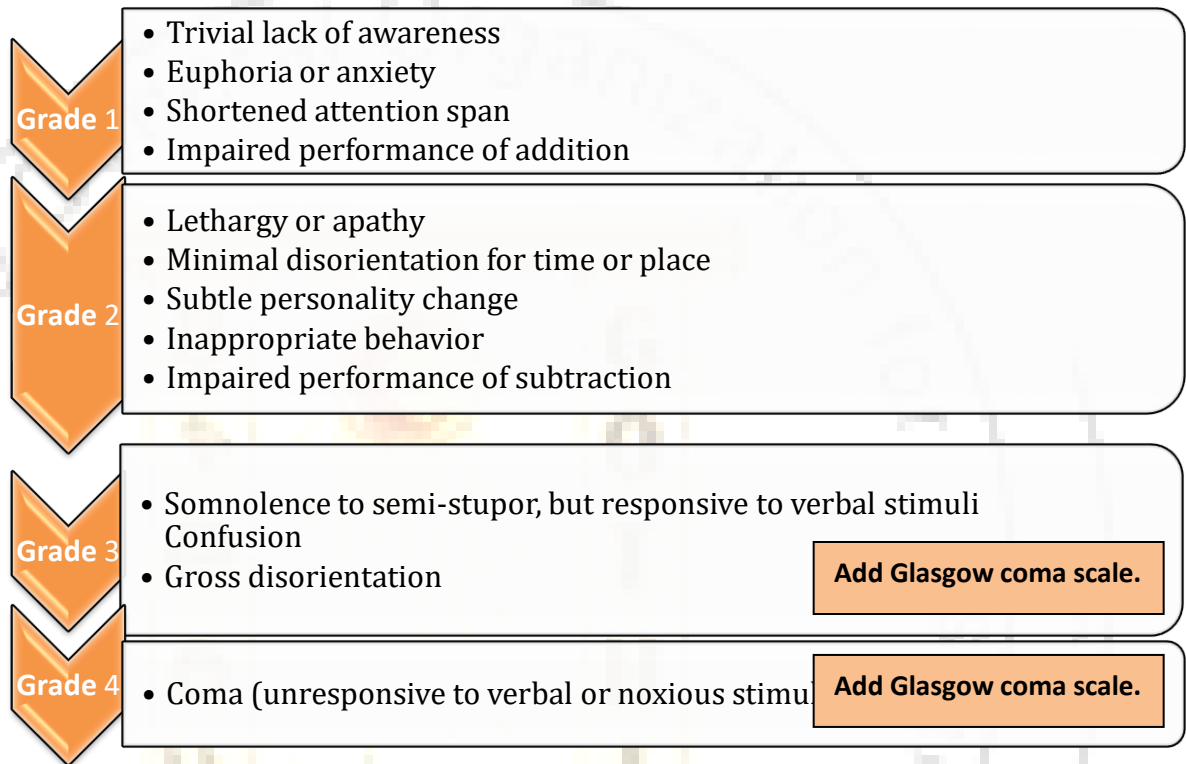 Grade 1
• Trivial lack of awareness
• Euphoria or anxiety
• Shortened attention span
• Impaired performance of addition
Grade 2
• Lethargy or apathy
• Minimal disorientation for time or place
• Subtle personality change
• Inappropriate behavior
• Impaired performance of subtraction
Grade 3
• Somnolence to semi-stupor, but responsive to verbal stimuli
Confusion
• Gross disorientation
Add Glasgow coma scale.
Grade 4
• Coma (unresponsive to verbal or noxious
Add Glasgow coma scale.